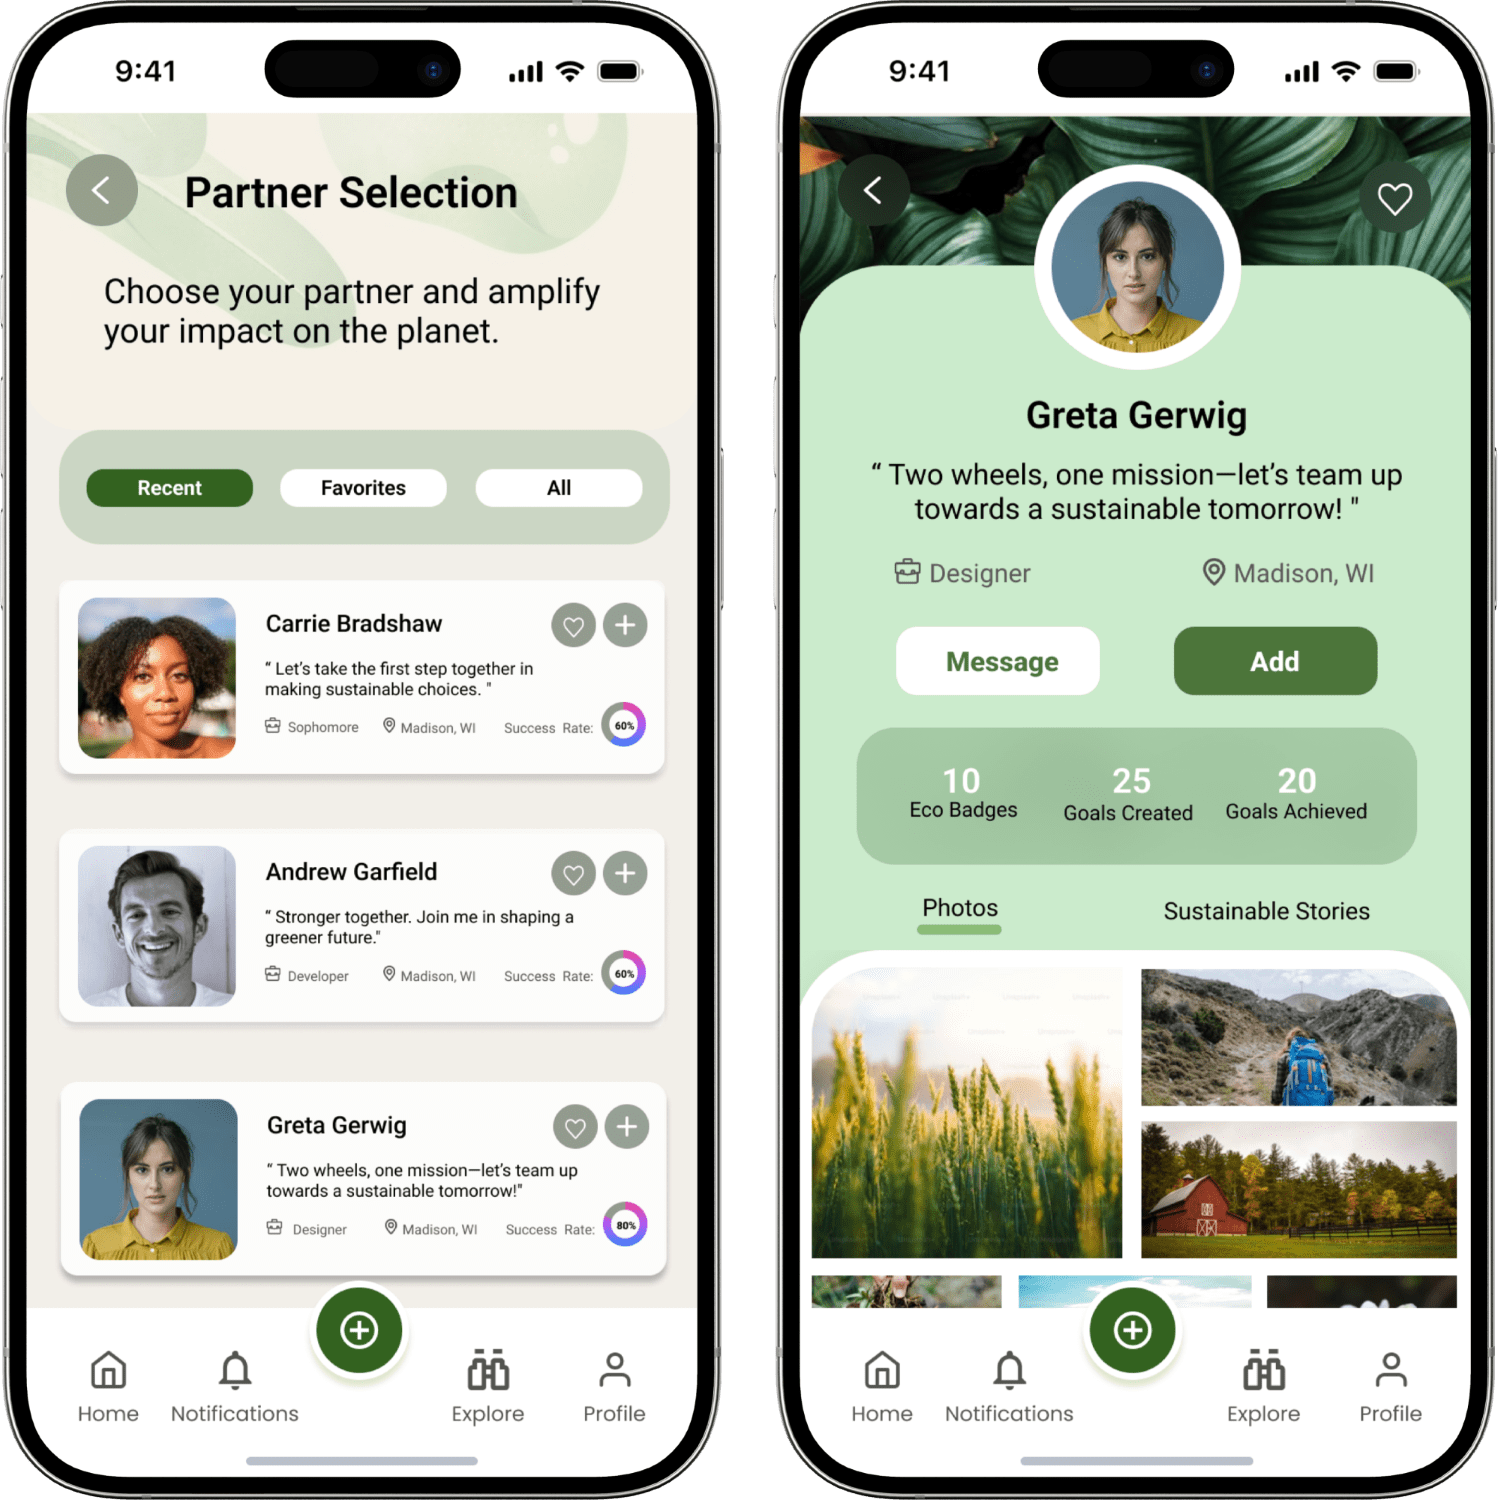 9:41
Partner Selection
Choose your partner and amplify
your impact on the planet.
Recent
Favorites
All
Carrie Bradshaw
“ Let’s take the first step together in
making sustainable choices. "
Sophomore
Madison, WI
Success Rate:
60%
Andrew Garfield
“ Stronger together. Join me in shaping a
greener future."
Developer
Madison, WI
Success Rate:
60%
Greta Gerwig
“ Two wheels, one mission—let’s team up
towards a sustainable tomorrow!"
Designer
Madison, WI
Success Rate:
80%
Home
Notifications
Explore
Profile
9:41
Greta Gerwig
“ Two wheels, one mission—let’s team up
towards a sustainable tomorrow! "
Designer
Madison, WI
Message
Add
10
Eco Badges
25
Goals Created
20
Goals Achieved
Photos
Sustainable Stories
Home
Notifications
Explore
Profile